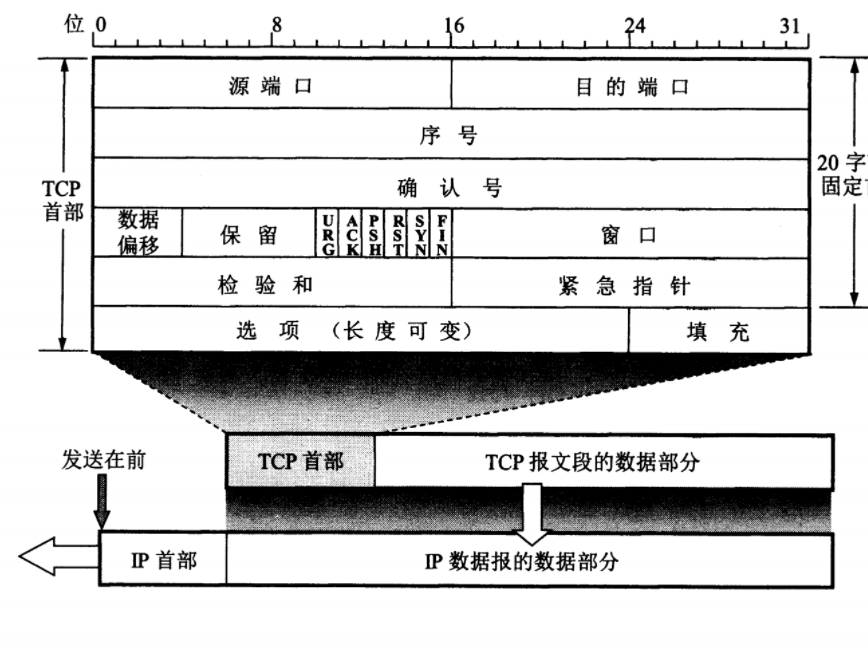 位 0 8 16 24 31
源 端 口 目 的 端 口
序 号
20 字
TCP 确 认 号 固定
首部
数据
偏移 保 留 URG ACK PSH RST SYN FIN 窗 口
检 验 和 紧 急 指 针
选 项 （长 度 可 变） 填 充
发送在前 TCP 首部 TCP 报文段的数据部分
IP 首部 IP 数据报的数据部分